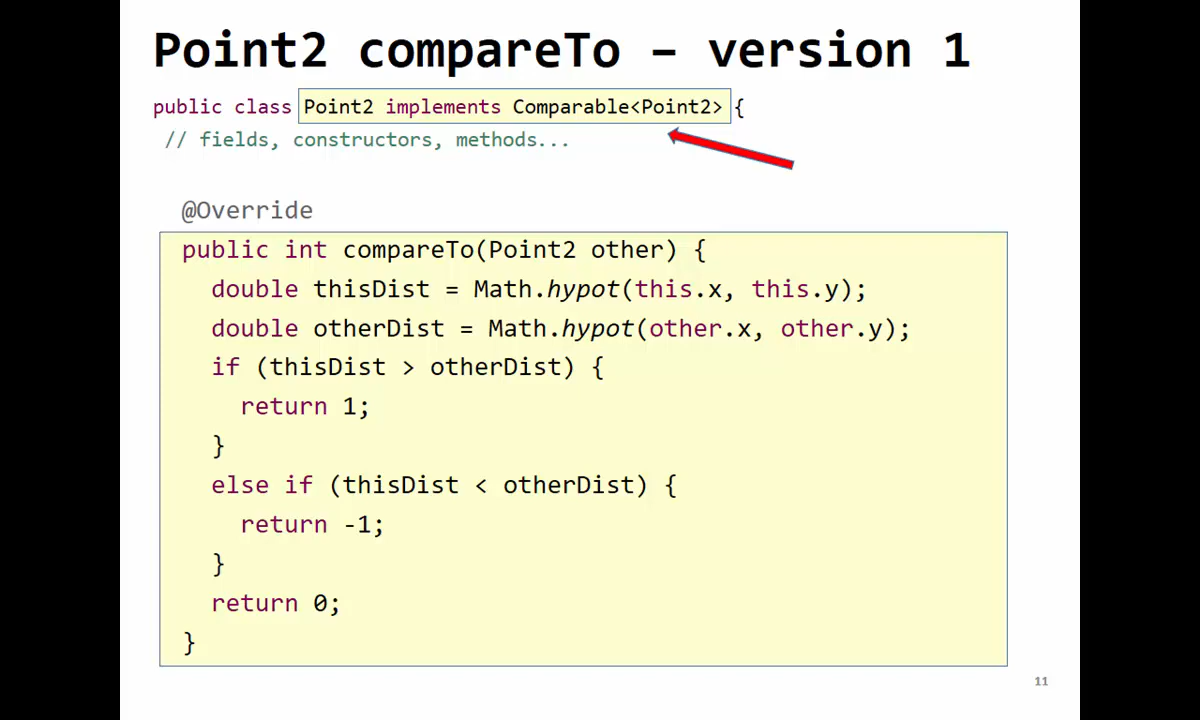 Point2 compareTo – version 1
public class Point2 implements Comparable<Point2> {
// fields, constructors, methods...
@Override
public int compareTo(Point2 other) {
double thisDist = Math.hypot(this.x, this.y);
double otherDist = Math.hypot(other.x, other.y);
if (thisDist > otherDist) {
return 1;
}
else if (thisDist < otherDist) {
return -1;
}
return 0;
}
11